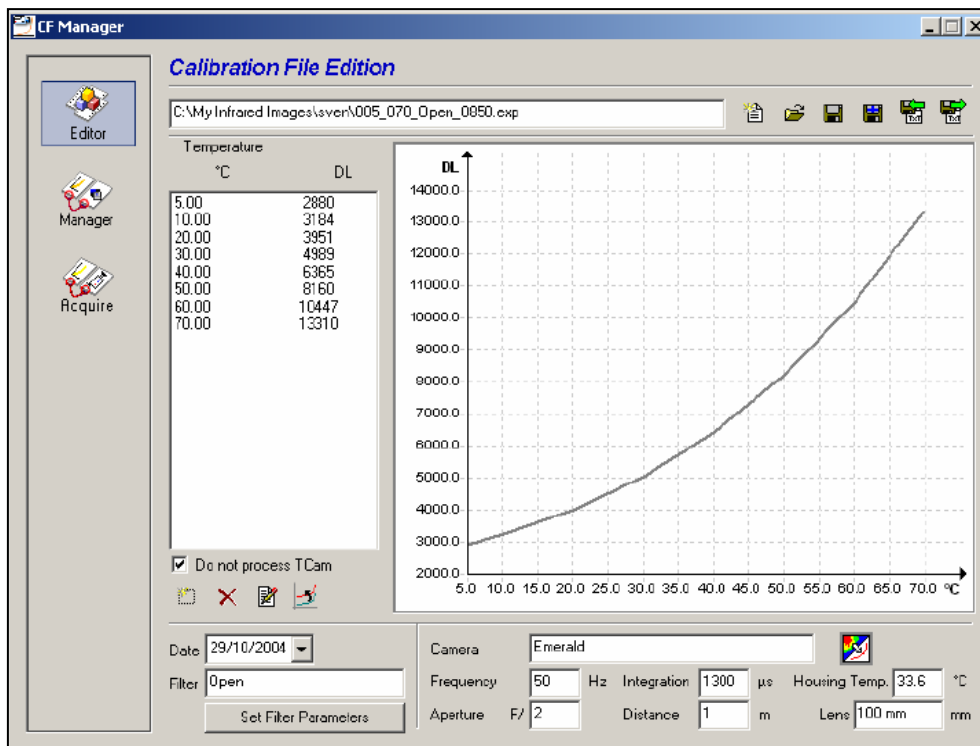 CF Manager
Editor
Manager
Acquire
Calibration File Edition
C:\My Infrared Images\sven\005_070_Open_0850.exp
TXT TXT
Temperature
°C DL
5.00 2880
10.00 3184
20.00 3951
30.00 4989
40.00 6365
50.00 8160
60.00 10447
70.00 13310
Do not process TCam
DL
14000.0
13000.0
12000.0
11000.0
10000.0
9000.0
8000.0
7000.0
6000.0
5000.0
4000.0
3000.0
2000.0
5.0 10.0 15.0 20.0 25.0 30.0 35.0 40.0 45.0 50.0 55.0 60.0 65.0 70.0 °C
Date 29/10/2004
Filter Open
Set Filter Parameters
Camera Emerald
Frequency 50 Hz Integration 1300 µs Housing Temp. 33.6 °C
Aperture F/ 2 Distance 1 m Lens 100 mm mm